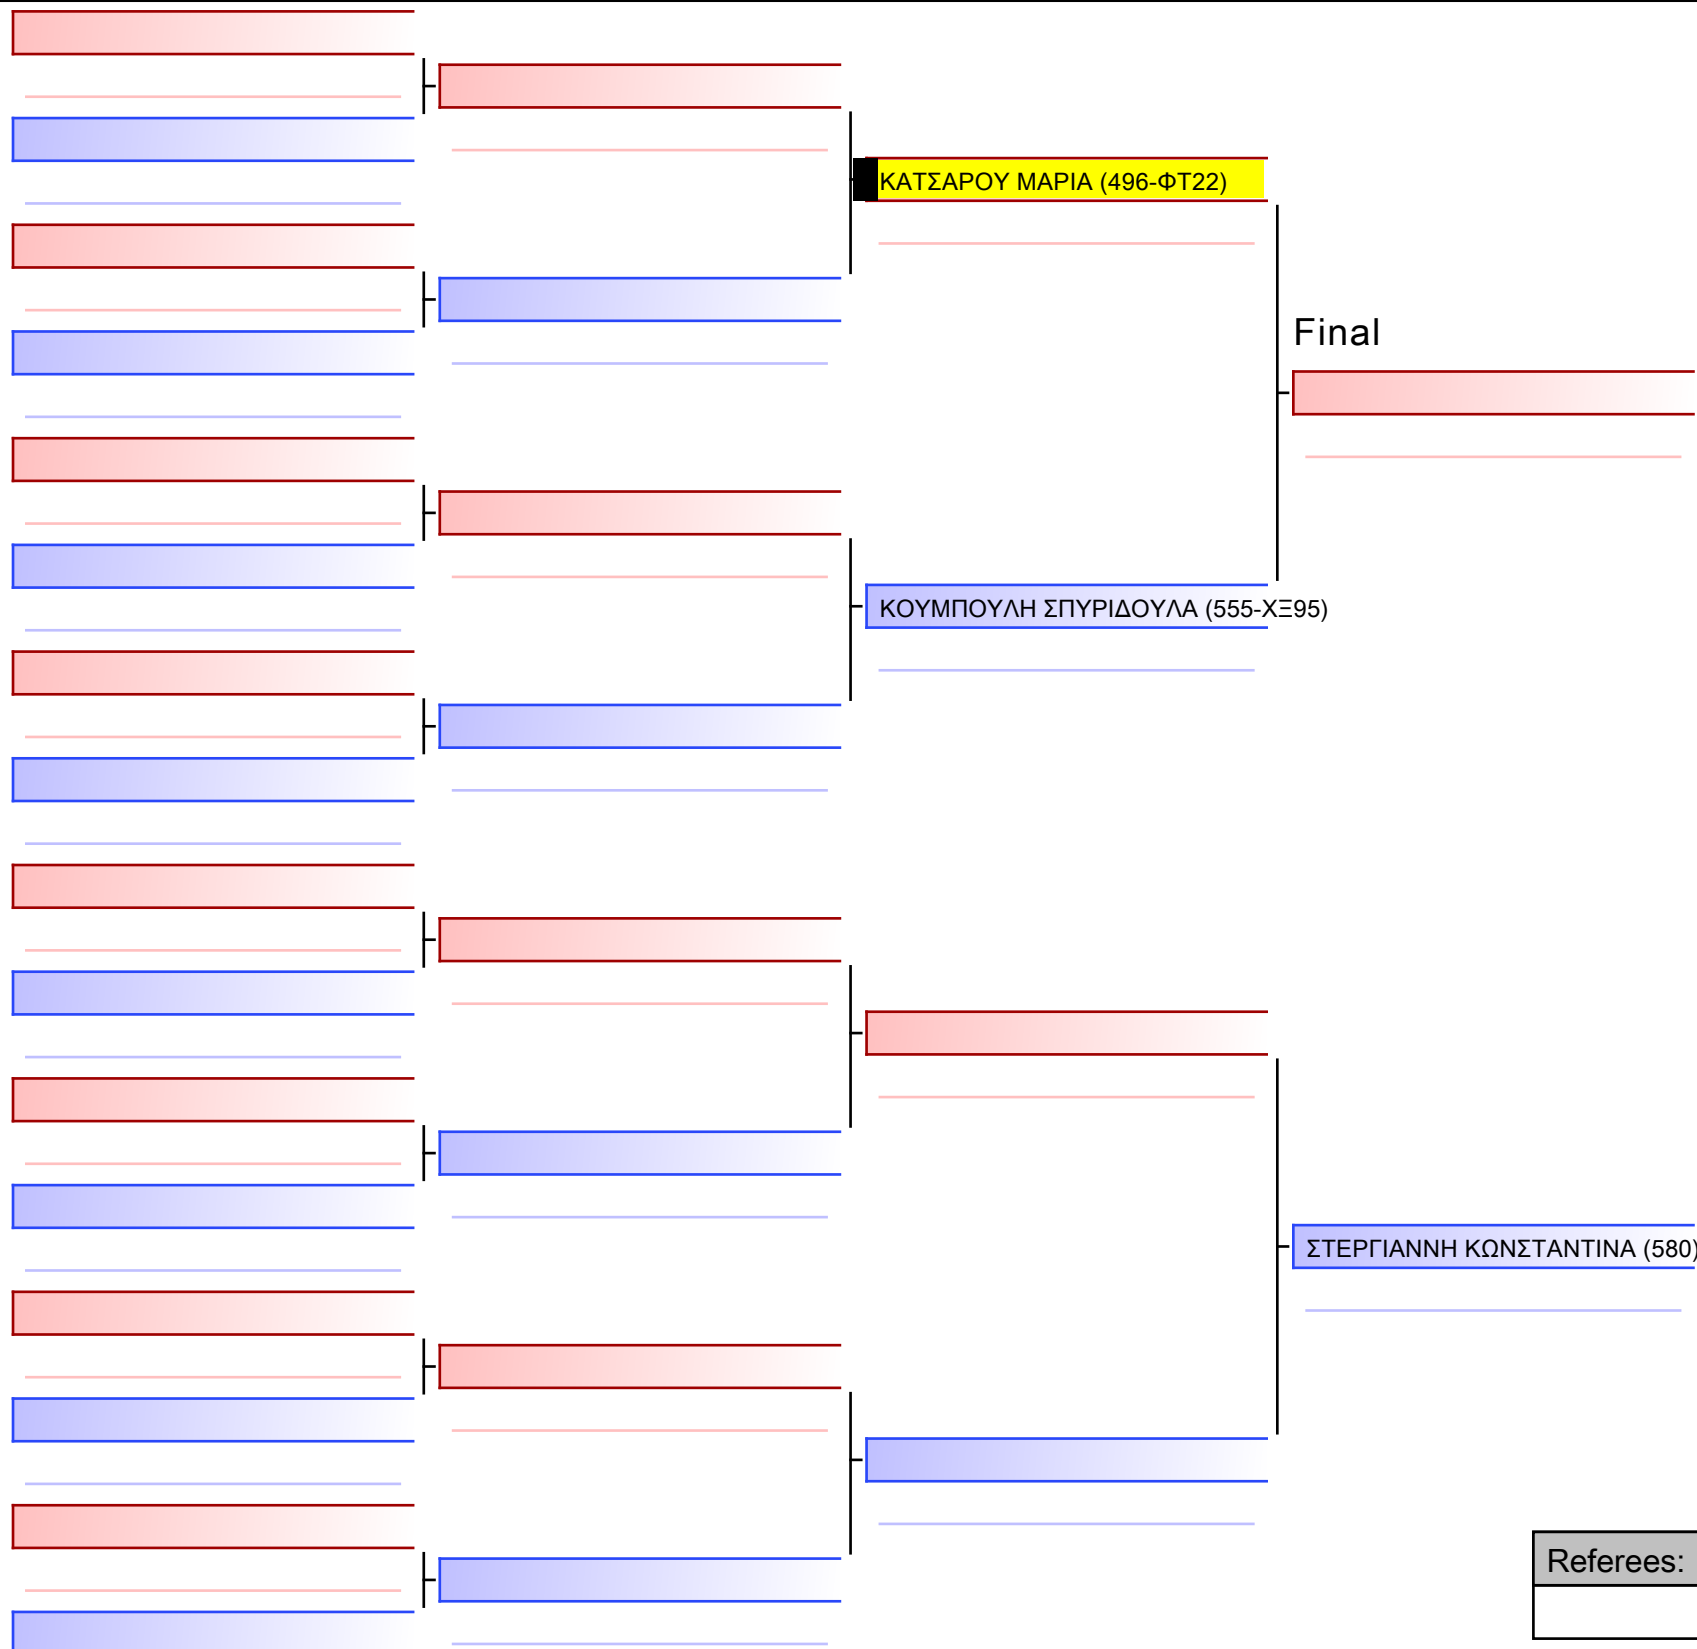 ΚΑΤΣΑΡΟΥ ΜΑΡΙΑ (496-ΦΤ22)
Final
ΚΟΥΜΠΟΥΛΗ ΣΠΥΡΙΔΟΥΛΑ (555-ΧΞ95)
ΣΤΕΡΓΙΑΝΝΗ ΚΩΝΣΤΑΝΤΙΝΑ (580)
Referees: